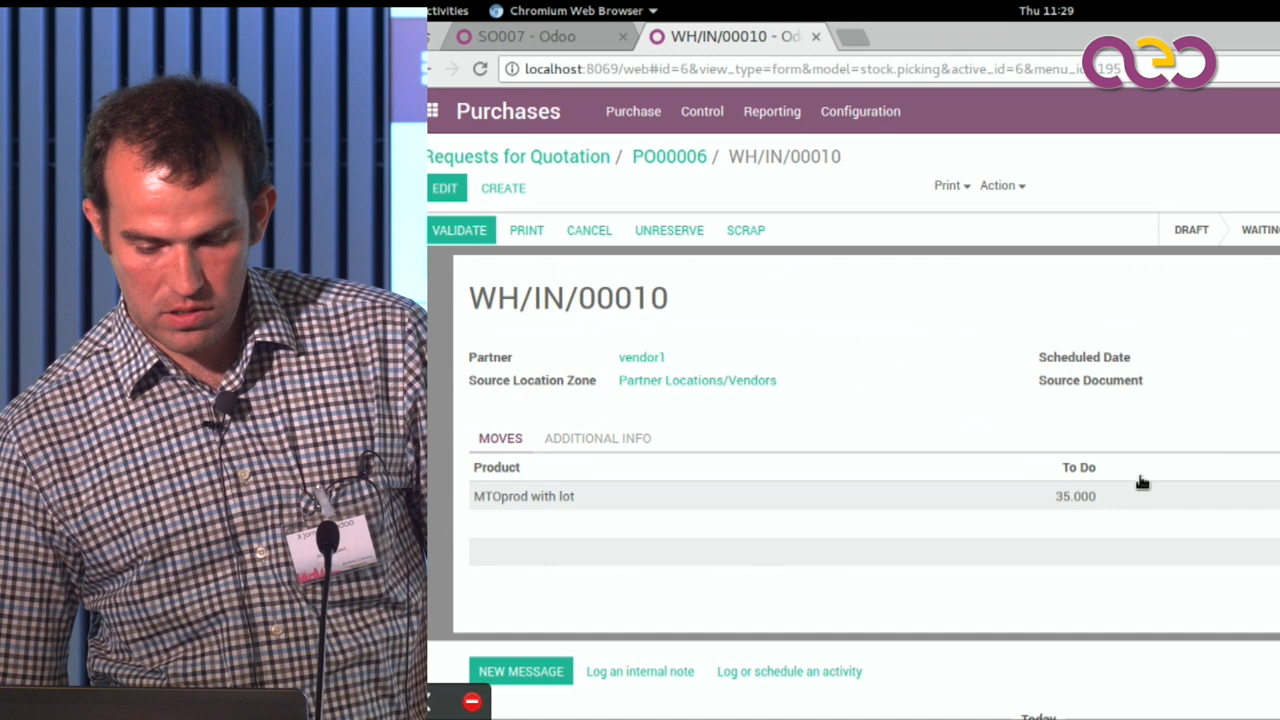 ctivities
Chromium Web Browser
Thu 11:29
SO007 - Odoo
WH/IN/00010 - Od
localhost:8069/web#id=6&view_type=form&model=stock.picking&active_id=6&menu_id=195
Purchases
Purchase
Control
Reporting
Configuration
Requests for Quotation / PO00006 / WH/IN/00010
EDIT
CREATE
Print
Action
VALIDATE
PRINT
CANCEL
UNRESERVE
SCRAP
DRAFT
WAITING
WH/IN/00010
Partner
vendor1
Scheduled Date
Source Location Zone
Partner Locations/Vendors
Source Document
MOVES
ADDITIONAL INFO
Product
To Do
MTOprod with lot
35.000
NEW MESSAGE
Log an internal note
Log or schedule an activity
Today